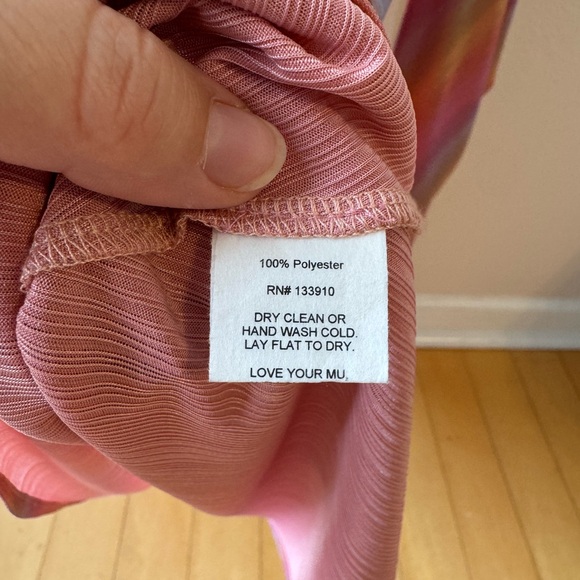 100% Polyester
RN# 133910
DRY CLEAN OR
HAND WASH COLD.
LAY FLAT TO DRY.
LOVE YOUR MU,